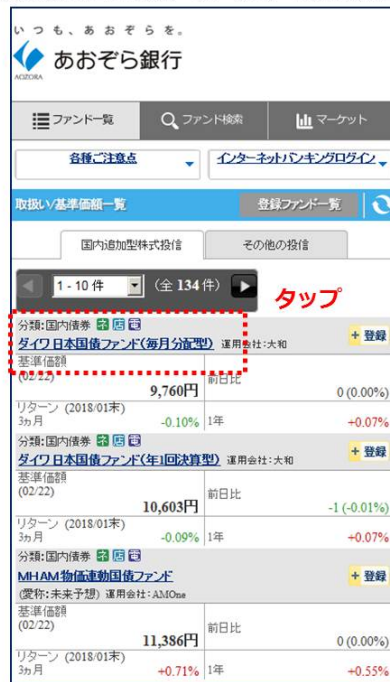 いつも、あおぞらを。
AOZORA
あおぞら銀行
ファンド一覧
ファンド検索
マーケット
各種ご注意点
インターネットバンキングログイン
取扱い/基準価額一覧
登録ファンド一覧
国内追加型株式投信
その他の投信
1 - 10 件
(全 134 件)
タップ
分類:国内債券 ネ 店 電
ダイワ日本国債ファンド(毎月分配型) 運用会社:大和
+ 登録
基準価額
(02/22)
9,760円
前日比
0 (0.00%)
リターン (2018/01末)
3ヵ月
-0.10%
1年
+0.07%
分類:国内債券 ネ 店 電
ダイワ日本国債ファンド(年1回決算型) 運用会社:大和
+ 登録
基準価額
(02/22)
10,603円
前日比
-1 (-0.01%)
リターン (2018/01末)
3ヵ月
-0.09%
1年
+0.07%
分類:国内債券 ネ 店 電
MHAM物価連動国債ファンド
+ 登録
(愛称:未来予想) 運用会社:AMOne
基準価額
(02/22)
11,386円
前日比
0 (0.00%)
リターン (2018/01末)
3ヵ月
+0.71%
1年
+0.55%